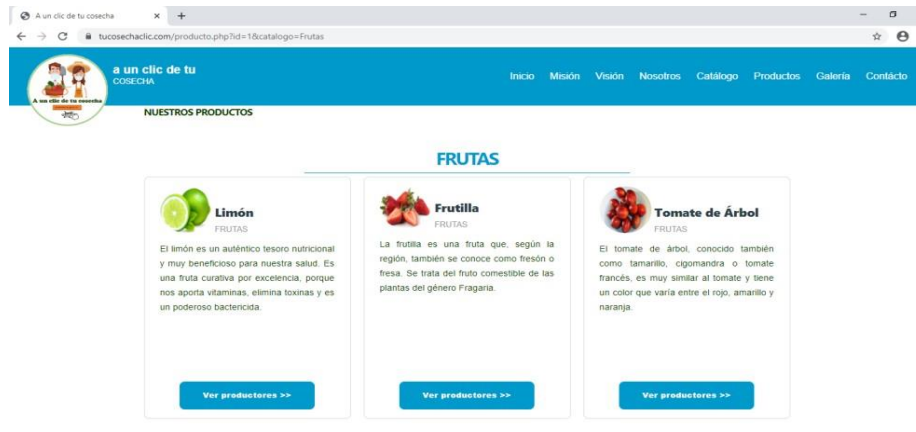 A un clic de tu cosecha
tucosechaclic.com/producto.php?id=1&catalogo=Frutas
a un clic de tu
COSECHA
Inicio Misión Visión Nosotros Catálogo Productos Galería Contácto
A un clic de tu cosecha
NUESTROS PRODUCTOS
FRUTAS
Limón
FRUTAS
El limón es un auténtico tesoro nutricional
y muy beneficioso para nuestra salud. Es
una fruta curativa por excelencia, porque
nos aporta vitaminas, elimina toxinas y es
un poderoso bactericida.
Ver productores >>
Frutilla
FRUTAS
La frutilla es una fruta que, según la
región, también se conoce como fresón o
fresa. Se trata del fruto comestible de las
plantas del género Fragaria.
Ver productores >>
Tomate de Árbol
FRUTAS
El tomate de árbol, conocido también
como tamarillo, cigomandra o tomate
francés, es muy similar al tomate y tiene
un color que varía entre el rojo, amarillo y
naranja.
Ver productores >>